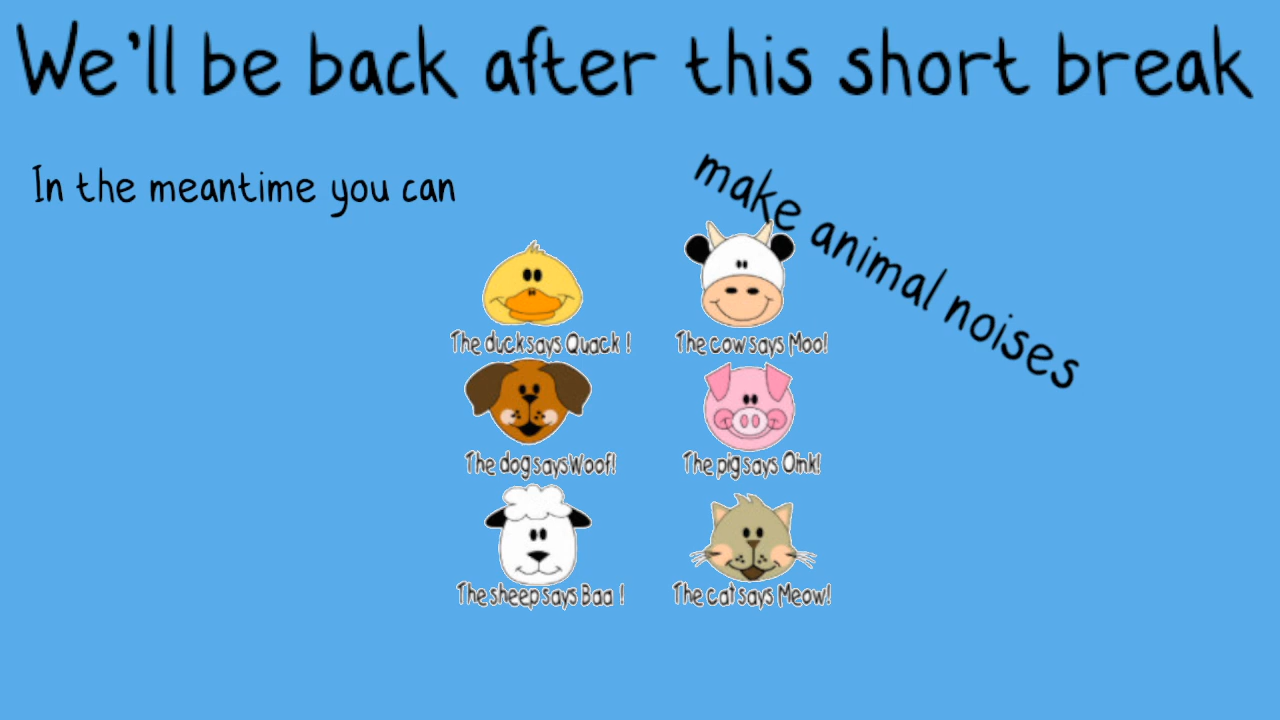 We'll be back after this short break
In the meantime you can
make animal noises
The duck says Quack !
The cow says Moo!
The dog says Woof!
The pig says Oink!
The sheep says Baa !
The cat says Meow!